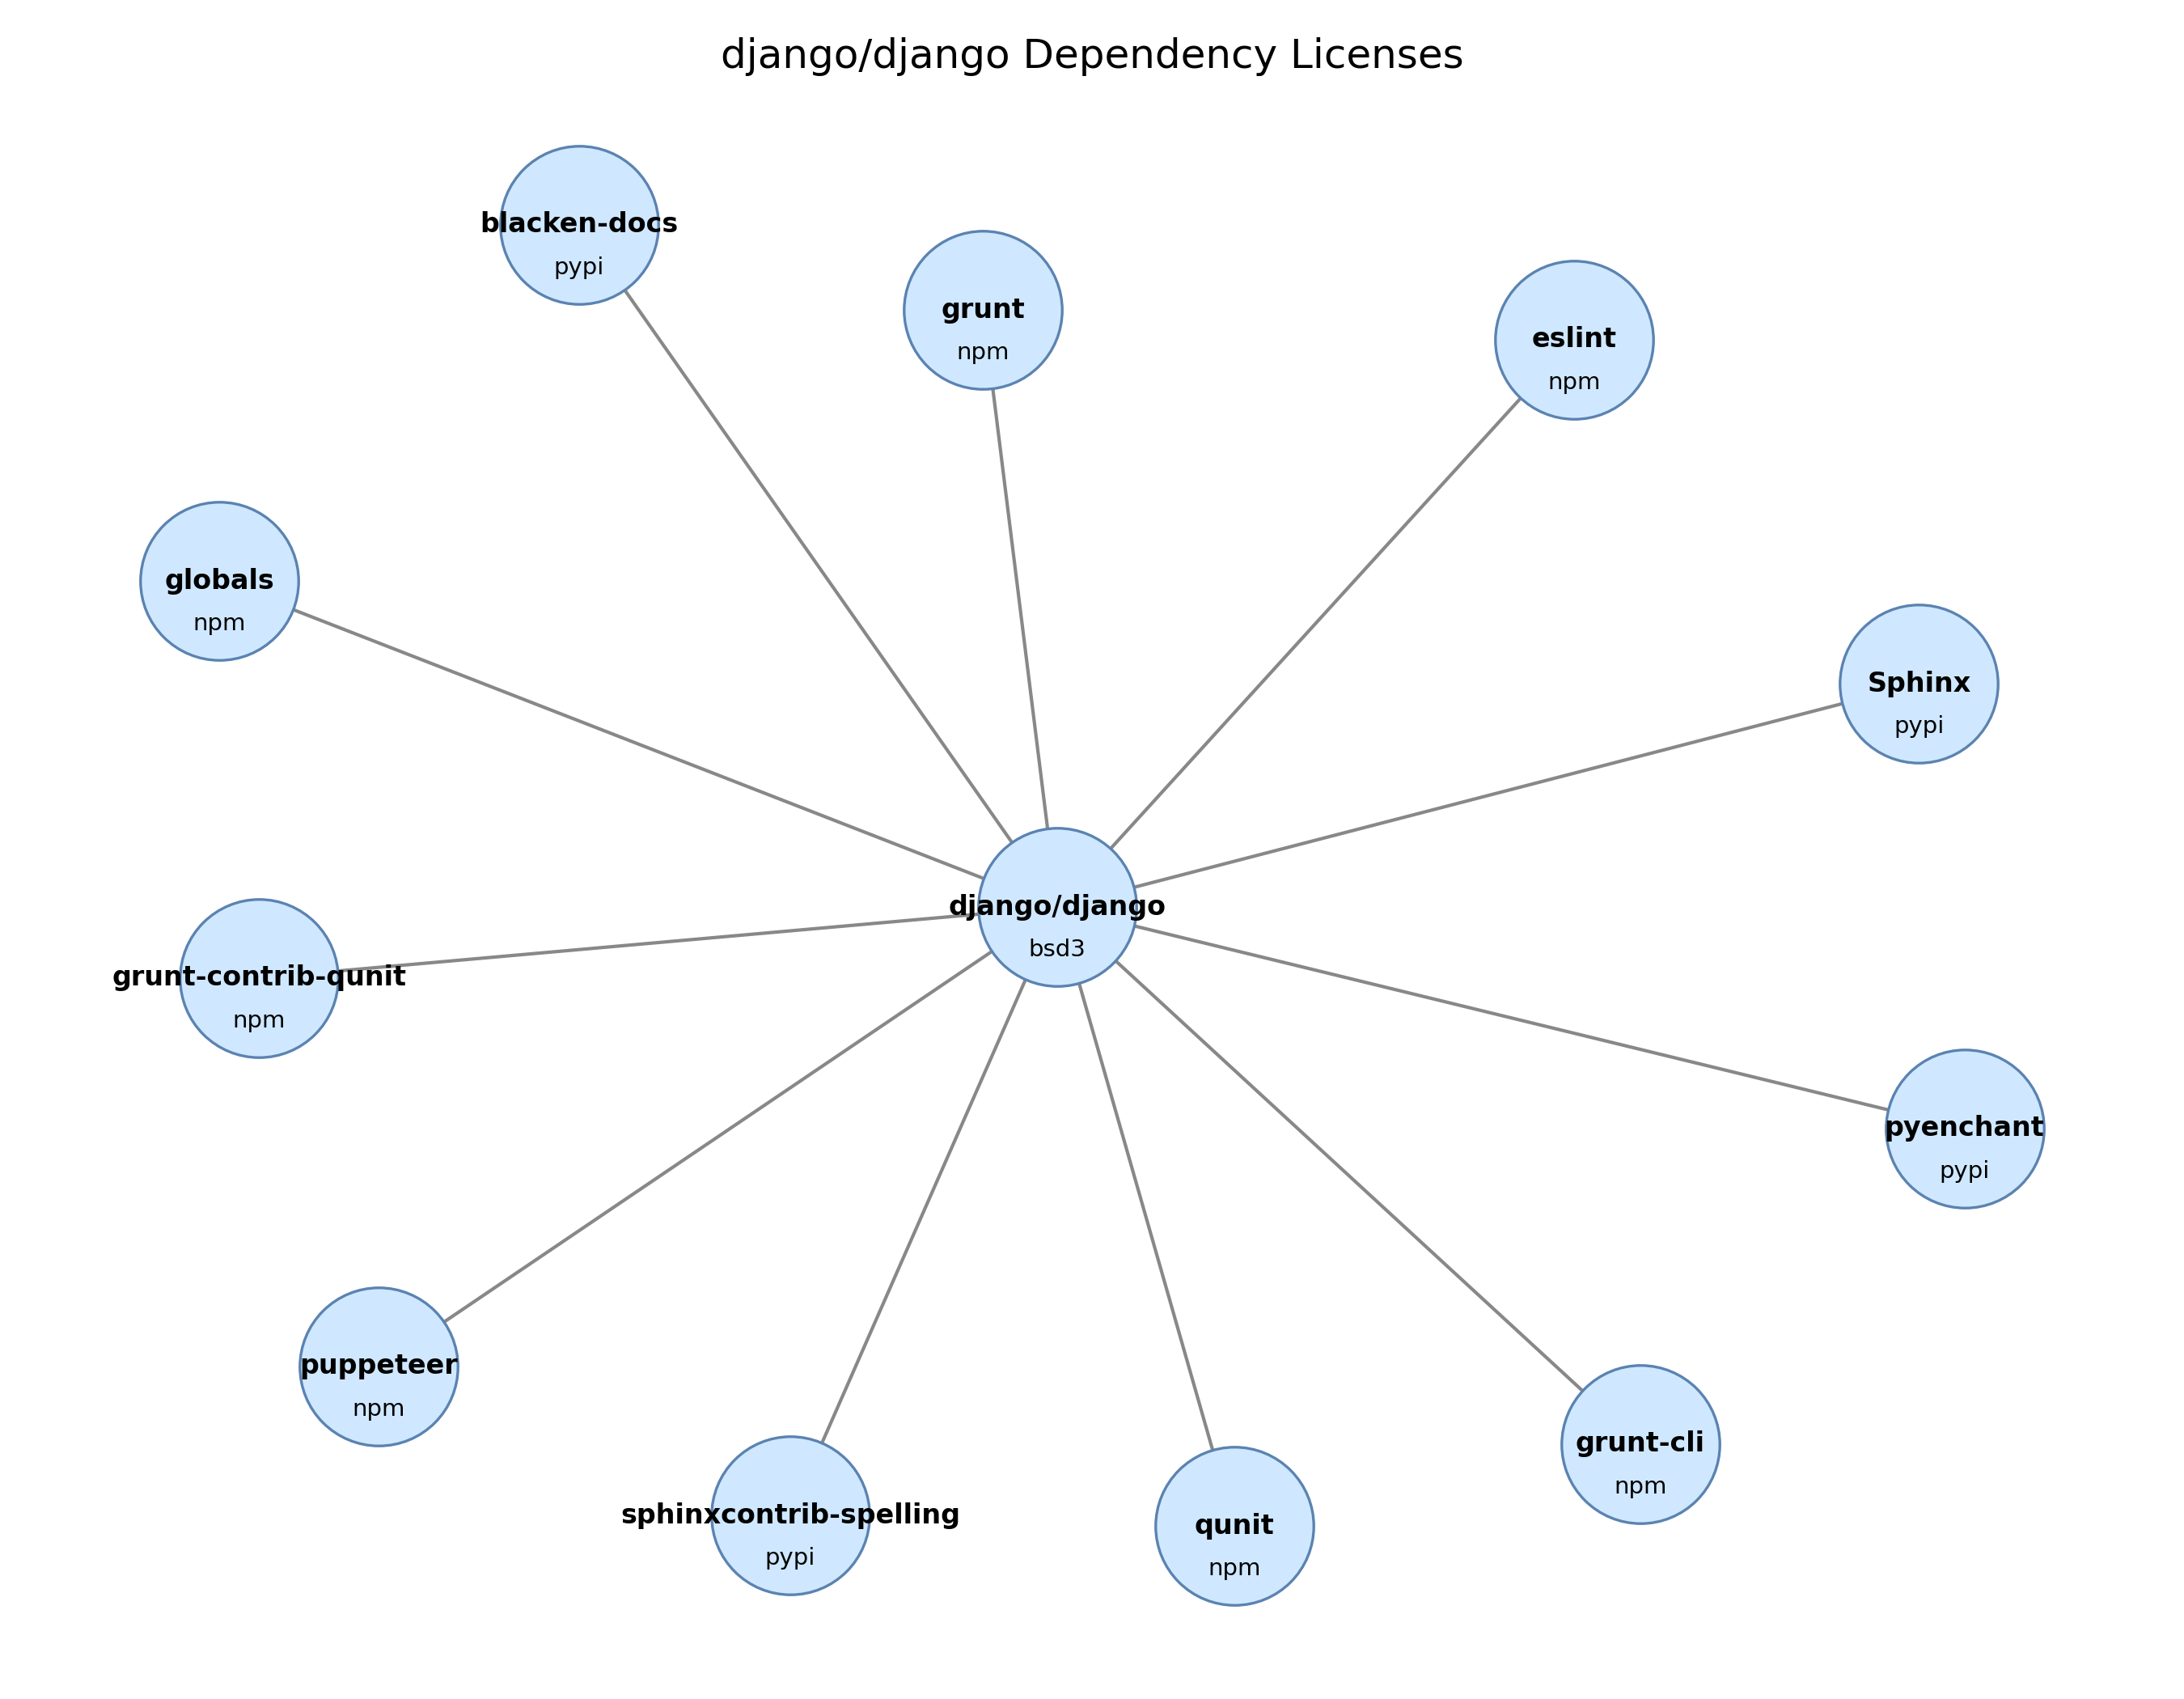 django/django Dependency Licenses
blacken-docs
pypi
grunt
npm
eslint
npm
globals
npm
Sphinx
pypi
django/django
bsd3
grunt-contrib-qunit
npm
pyenchant
pypi
puppeteer
npm
grunt-cli
npm
sphinxcontrib-spelling
pypi
qunit
npm